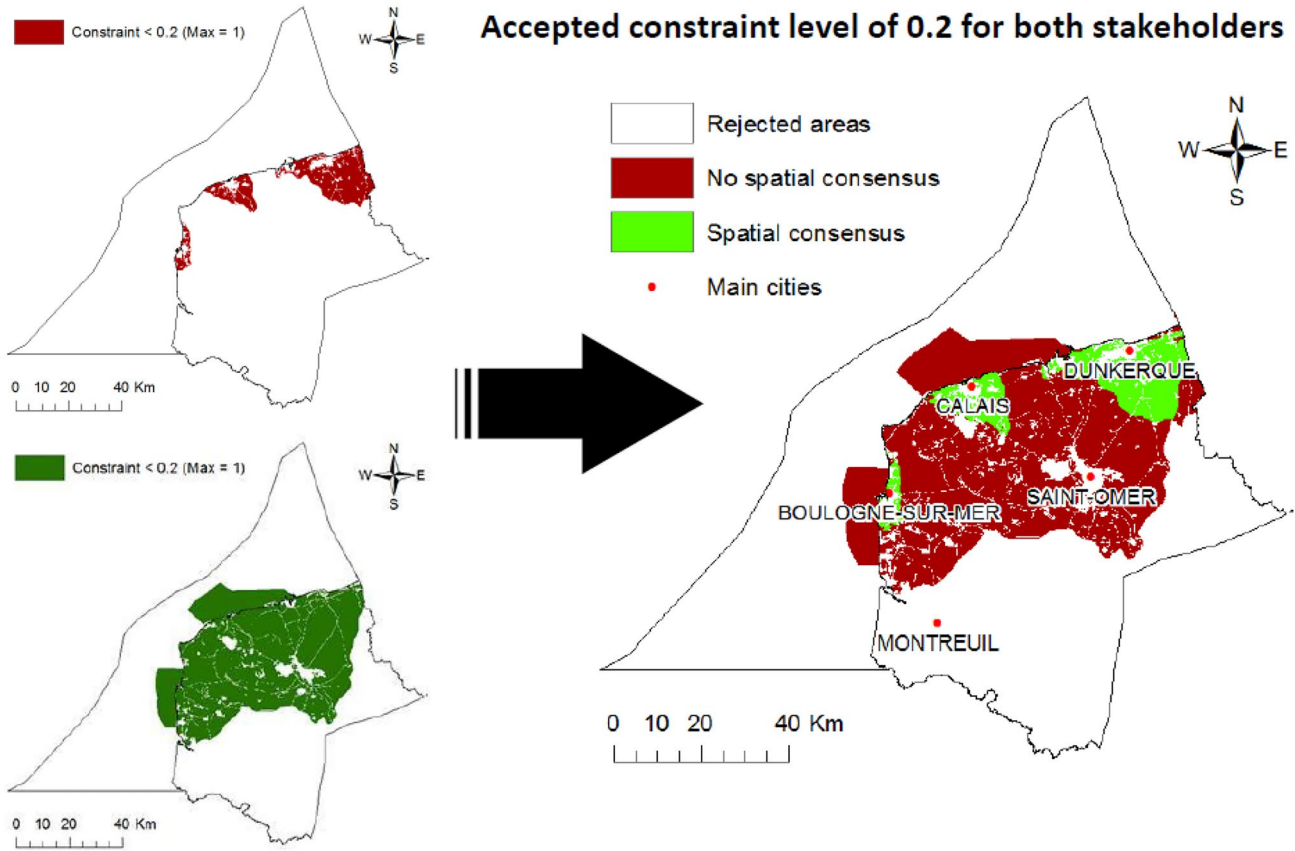 Accepted constraint level of 0.2 for both stakeholders
Constraint < 0.2 (Max = 1)
N
W E
S
0 10 20 40 Km
Constraint < 0.2 (Max = 1)
N
W E
S
0 10 20 40 Km
Rejected areas
No spatial consensus
Spatial consensus
Main cities
N
W E
S
DUNKERQUE
CALAIS
SAINT-OMER
BOULOGNE-SUR-MER
MONTREUIL
0 10 20 40 Km